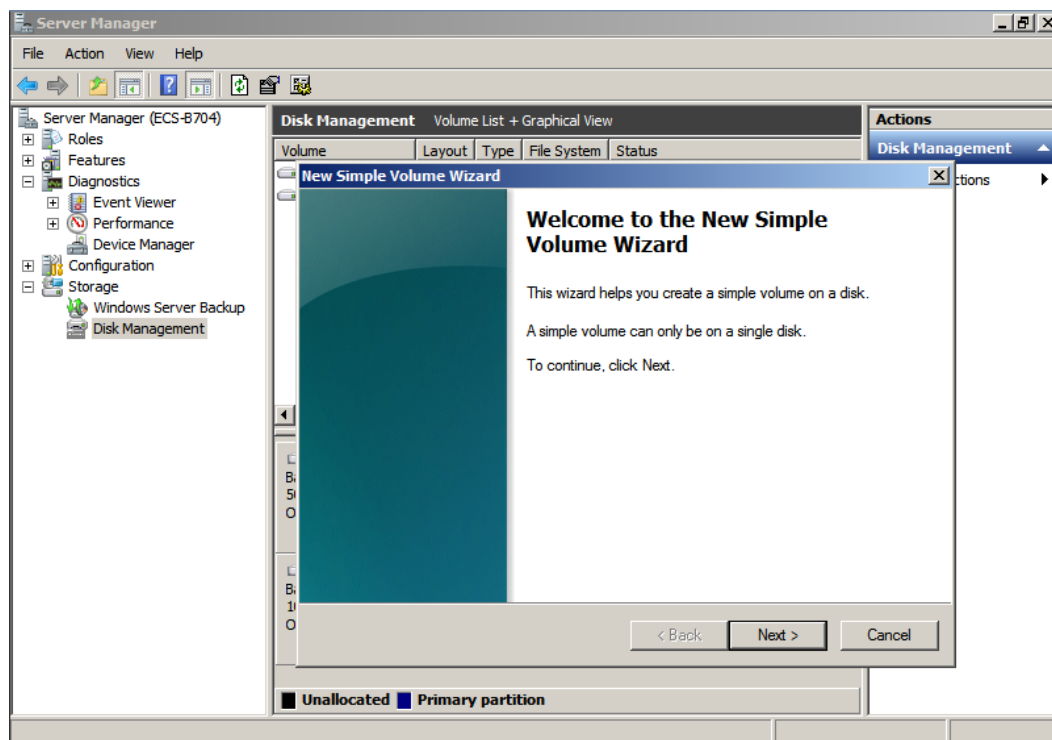 Server Manager
File Action View Help
Server Manager (ECS-B704)
Roles
Features
Diagnostics
Event Viewer
Performance
Device Manager
Configuration
Storage
Windows Server Backup
Disk Management
Disk Management Volume List + Graphical View
Volume Layout Type File System Status
New Simple Volume Wizard
Welcome to the New Simple
Volume Wizard
This wizard helps you create a simple volume on a disk.
A simple volume can only be on a single disk.
To continue, click Next.
< Back Next > Cancel
Unallocated Primary partition
Actions
Disk Management